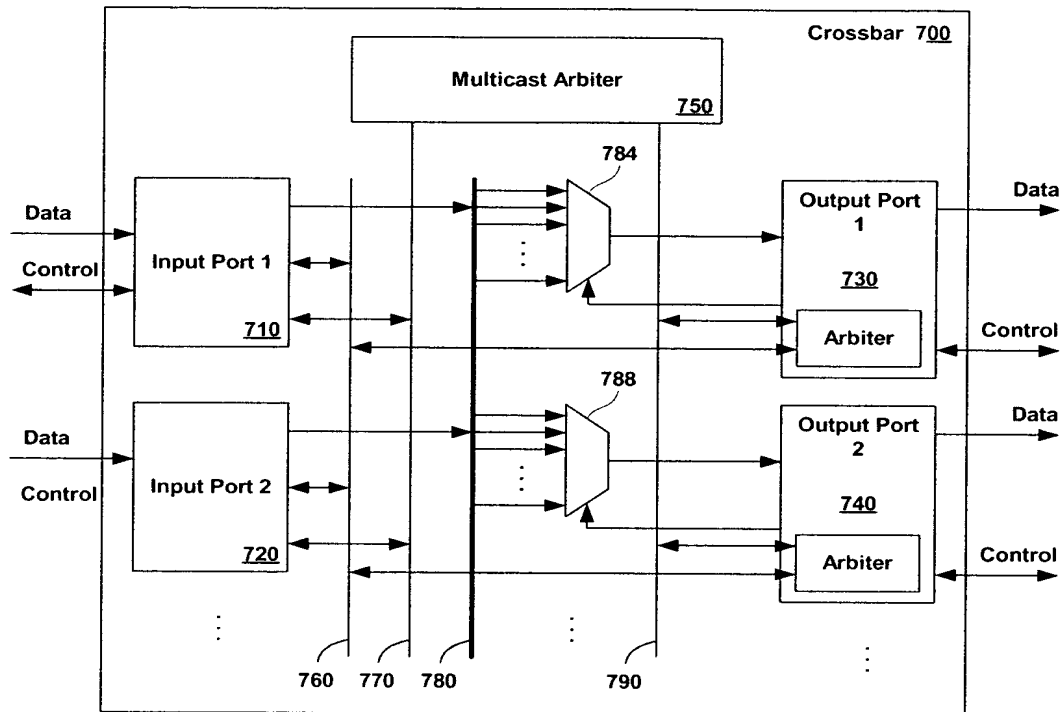 Crossbar 700
Multicast Arbiter
750
784
Data
Control
Input Port 1
710
Output Port
1
730
Arbiter
Data
Control
788
Data
Control
Input Port 2
720
Output Port
2
740
Arbiter
Data
Control
760
770
780
790